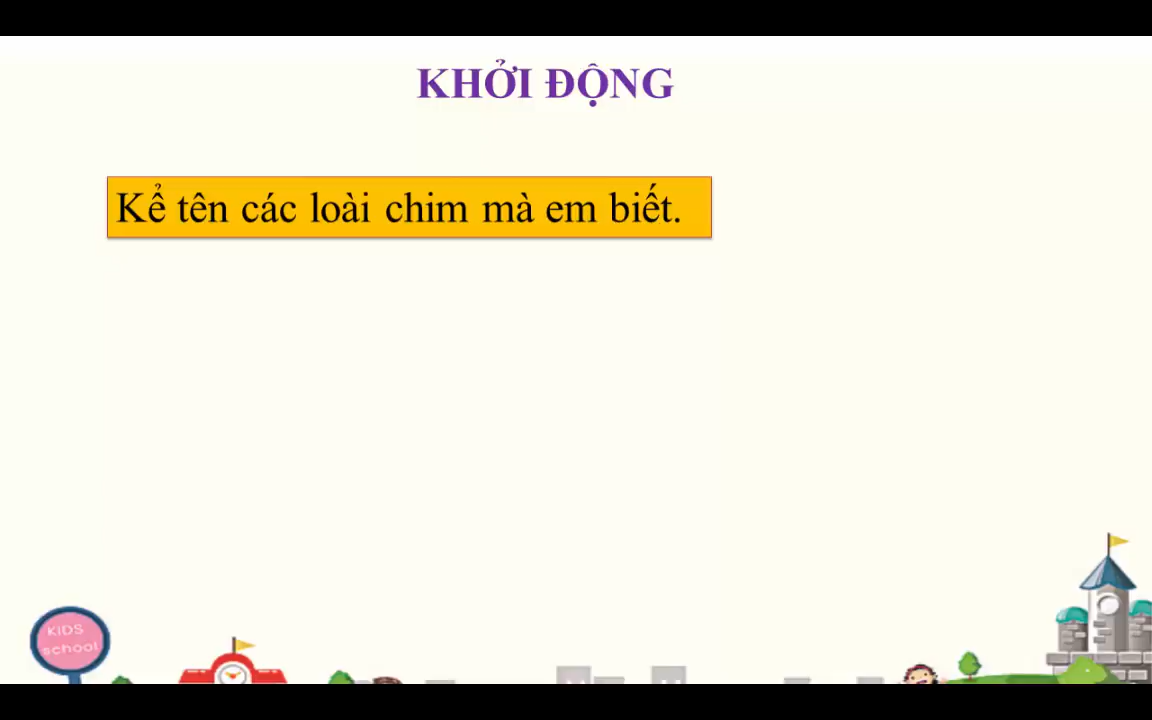 KHỞI ĐỘNG
Kể tên các loài chim mà em biết.
KIDS
school